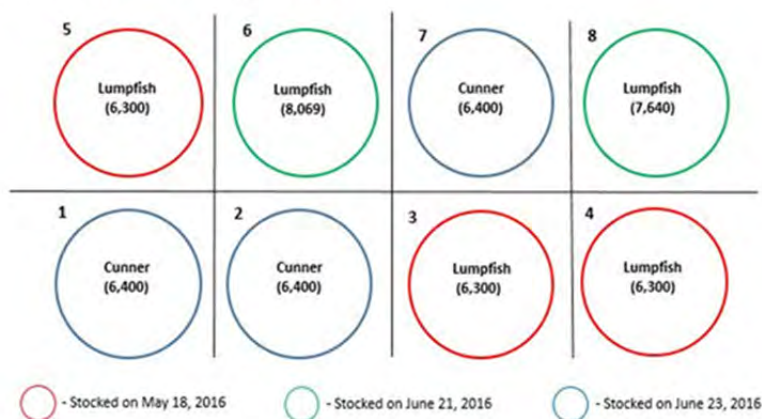 5
Lumpfish
(6,300)
6
Lumpfish
(8,069)
7
Cunner
(6,400)
8
Lumpfish
(7,640)
1
Cunner
(6,400)
2
Cunner
(6,400)
3
Lumpfish
(6,300)
4
Lumpfish
(6,300)
- Stocked on May 18, 2016
- Stocked on June 21, 2016
- Stocked on June 23, 2016